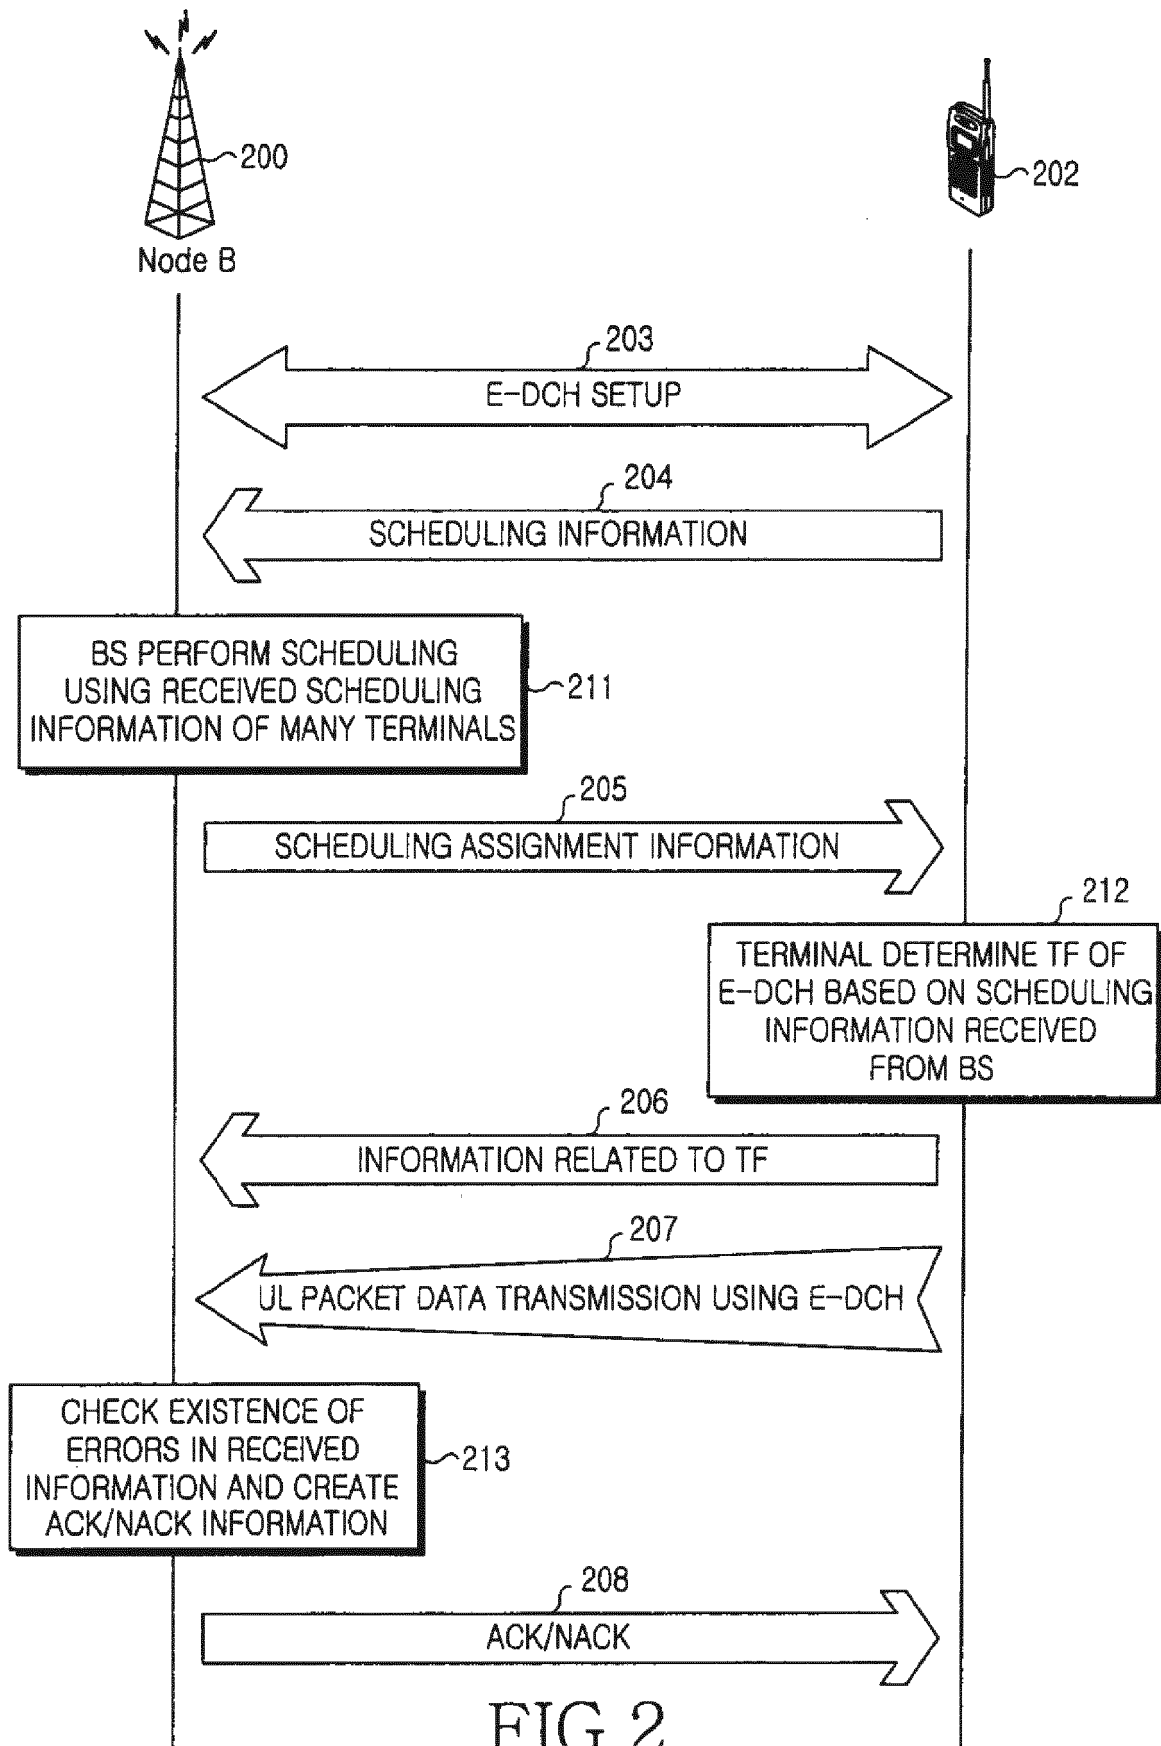 200
202
Node B
203
E-DCH SETUP
204
SCHEDULING INFORMATION
BS PERFORM SCHEDULING
USING RECEIVED SCHEDULING
INFORMATION OF MANY TERMINALS
211
205
SCHEDULING ASSIGNMENT INFORMATION
212
TERMINAL DETERMINE TF OF
E-DCH BASED ON SCHEDULING
INFORMATION RECEIVED
FROM BS
206
INFORMATION RELATED TO TF
207
UL PACKET DATA TRANSMISSION USING E-DCH
CHECK EXISTENCE OF
ERRORS IN RECEIVED
INFORMATION AND CREATE
ACK/NACK INFORMATION
213
208
ACK/NACK
FIG.2